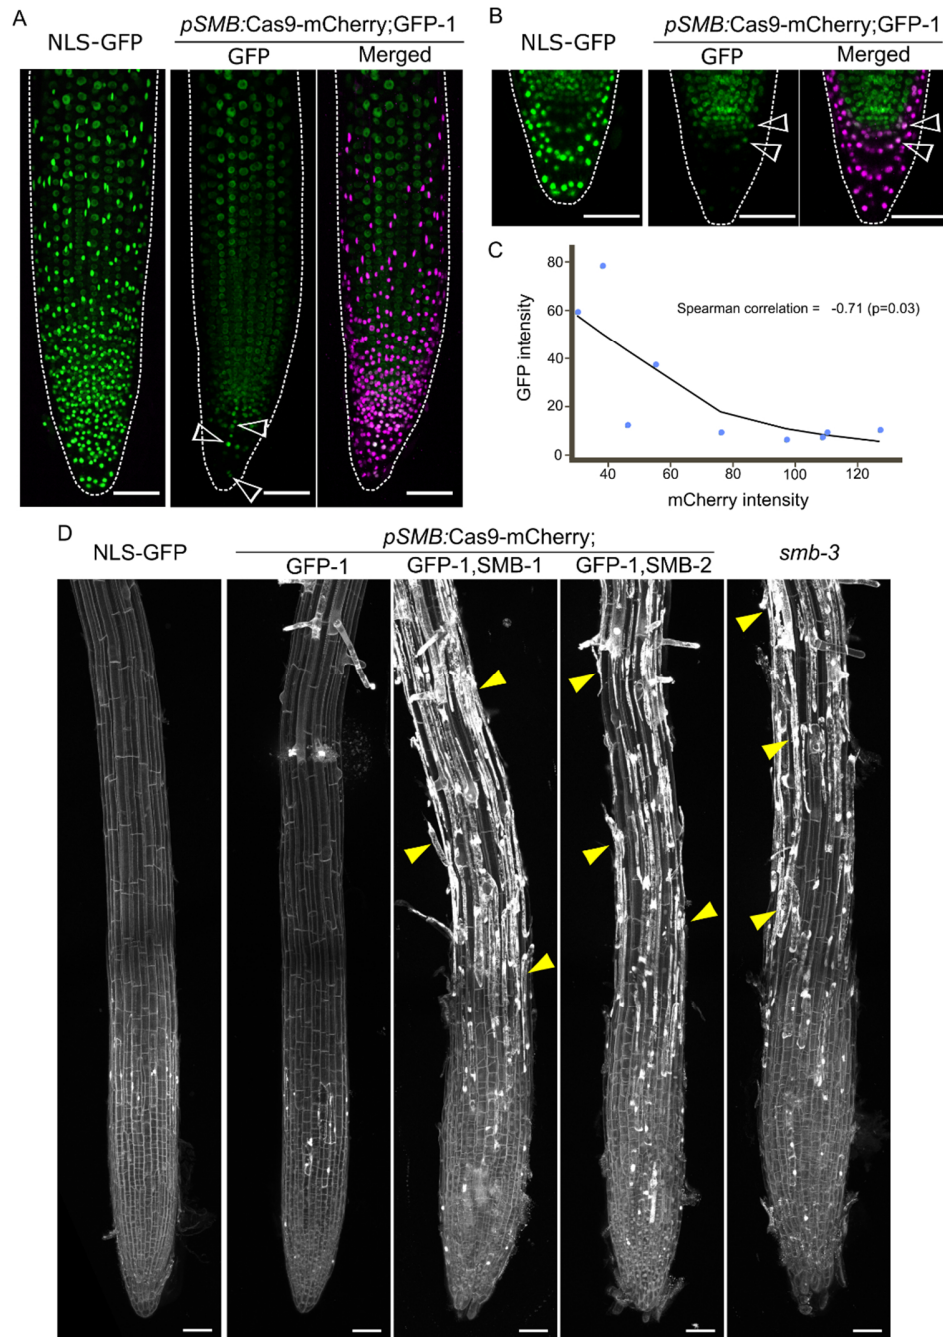 A
NLS-GFP
pSMB:Cas9-mCherry;GFP-1
GFP
Merged
B
NLS-GFP
pSMB:Cas9-mCherry;GFP-1
GFP
Merged
C
80
60
40
20
0
GFP intensity
Spearman correlation = -0.71 (p=0.03)
40
60
80
100
120
mCherry intensity
D
NLS-GFP
pSMB:Cas9-mCherry;
GFP-1
GFP-1,SMB-1
GFP-1,SMB-2
smb-3